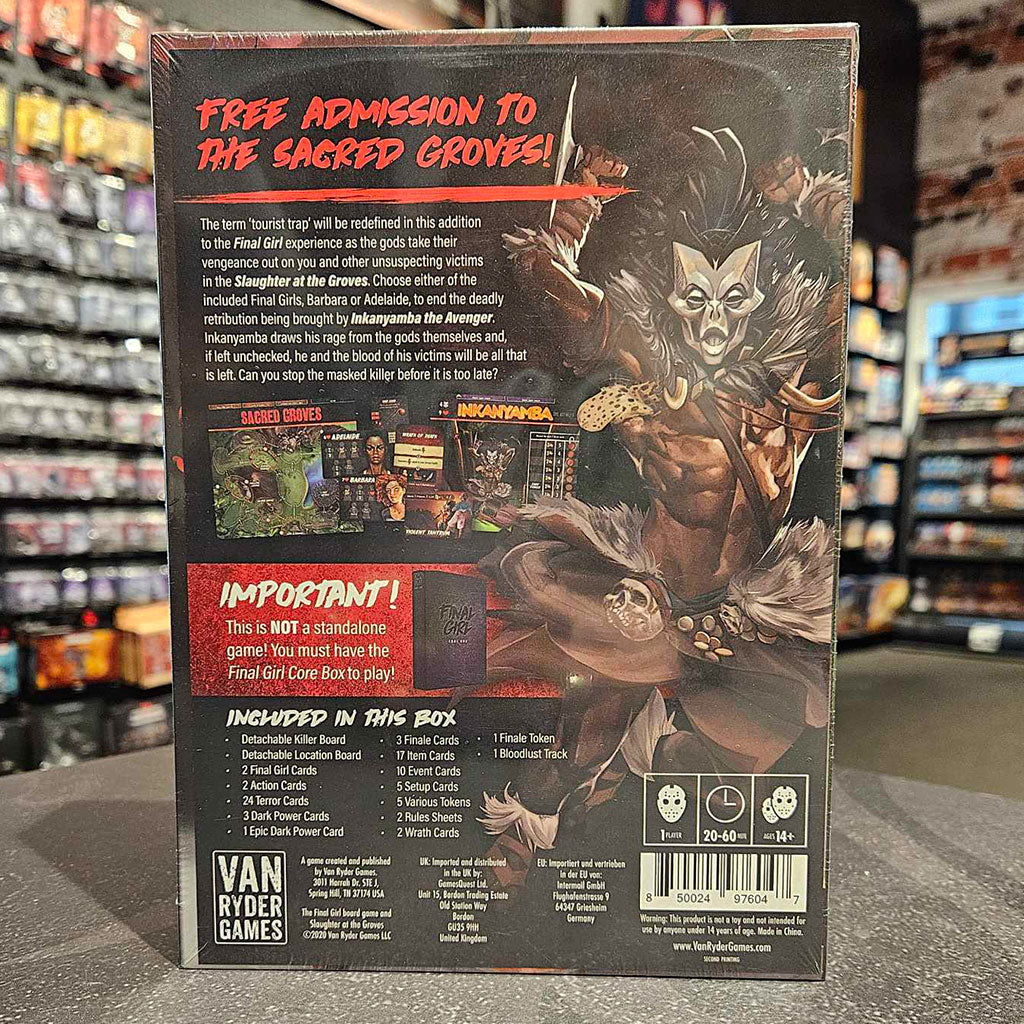 FREE ADMISSION TO
THE SACRED GROVES!
The term 'tourist trap' will be redefined in this addition
to the Final Girl experience as the gods take their
vengeance out on you and other unsuspecting victims
in the Slaughter at the Groves. Choose either of the
included Final Girls, Barbara or Adelaide, to end the deadly
retribution being brought by Inkanyamba the Avenger.
Inkanyamba draws his rage from the gods themselves and,
if left unchecked, he and the blood of his victims will be all that
is left. Can you stop the masked killer before it is too late?
SACRED GROVES
INKANYAMBA
ADELAIDE
BARBARA
VIOLENT TANTRUM
IMPORTANT!
This is NOT a standalone
game! You must have the
Final Girl Core Box to play!
FINAL
GIRL
CORE BOX
INCLUDED IN THIS BOX
· Detachable Killer Board
Detachable Location Board
· 2 Final Girl Cards
· 2 Action Cards
· 24 Terror Cards
· 3 Dark Power Cards
· 1 Epic Dark Power Card
· 3 Finale Cards
· 17 Item Cards
· 10 Event Cards
· 5 Setup Cards
· 5 Various Tokens
· 2 Rules Sheets
· 2 Wrath Cards
· 1 Finale Token
· 1 Bloodlust Track
1 PLAYER
20-60 MIN
AGES 14+
VAN
RYDER
GAMES
A game created and published
by Van Ryder Games.
3011 Harrah Dr. STE J,
Spring Hill, TN 37174 USA
The Final Girl board game and
Slaughter at the Groves
©2020 Van Ryder Games LLC
UK: Imported and distributed
in the UK by:
GamesQuest Ltd.
Unit 15, Bordon Trading Estate
Old Station Way
Bordon
GU35 9HH
United Kingdom
EU: Importiert und vertrieben
in der EU von:
Intermail GmbH
Flughafenstrasse 9
64347 Griesheim
Germany
8 50024 97604 7
Warning: This product is not a toy and not intended for
use by anyone under 14 years of age. Made in China.
www.VanRyderGames.com
SECOND PRINTING